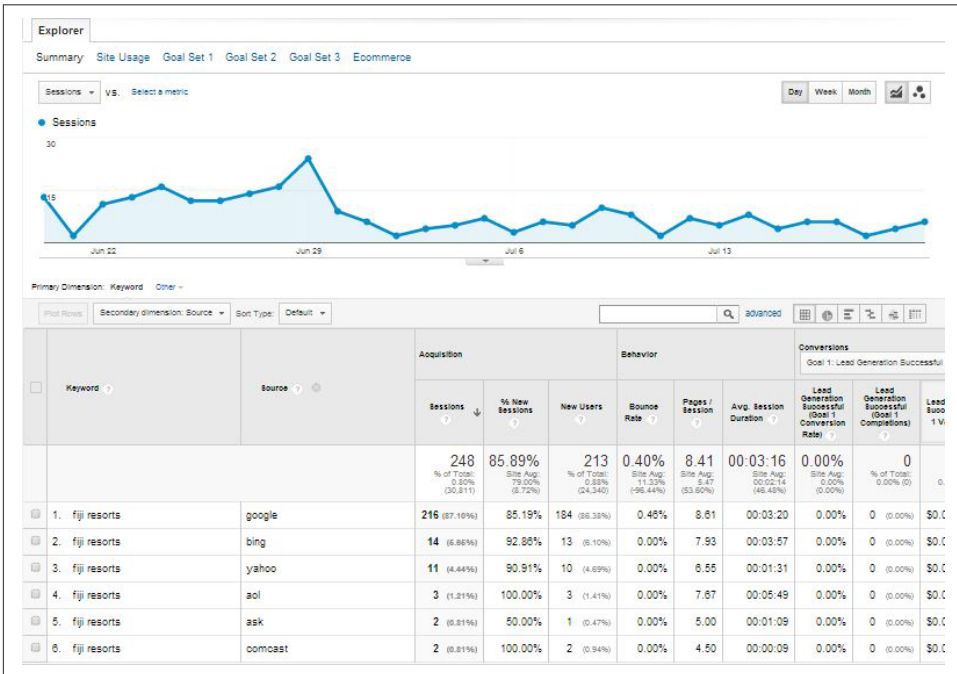 Explorer
Summary Site Usage Goal Set 1 Goal Set 2 Goal Set 3 Ecommerce
Sessions VS. Select a metric Day Week Month
Sessions
30
15
Jun 22 Jun 29 Jul 6 Jul 13
Primary Dimension: Keyword Other
Plot Rows Secondary dimension: Source Sort Type: Default advanced
Acquisition Behavior Conversions
Goal 1: Lead Generation Successful
Keyword ? Source ?
Sessions ? % New Sessions ? New Users ? Bounce Rate ? Pages / Session ? Avg. Session Duration ? Lead Generation Successful (Goal 1 Conversion Rate) ? Lead Generation Successful (Goal 1 Completions) ? Lead
1 V
248 85.89% 213 0.40% 8.41 00:03:16 0.00% 0
% of Total: 0.80% (30,811) Site Avg: 79.00% (8.72%) % of Total: 0.88% (24,340) Site Avg: 11.33% (-96.44%) Site Avg: 5.47 (53.60%) Site Avg: 00:02:14 (46.48%) Site Avg: 0.00% (0.00%) % of Total: 0.00% (0)
1. fiji resorts google 216 (87.10%) 85.19% 184 (86.38%) 0.46% 8.61 00:03:20 0.00% 0 (0.00%) $0.0
2. fiji resorts bing 14 (5.65%) 92.86% 13 (6.10%) 0.00% 7.93 00:03:57 0.00% 0 (0.00%) $0.0
3. fiji resorts yahoo 11 (4.44%) 90.91% 10 (4.69%) 0.00% 6.55 00:01:31 0.00% 0 (0.00%) $0.0
4. fiji resorts aol 3 (1.21%) 100.00% 3 (1.41%) 0.00% 7.67 00:05:49 0.00% 0 (0.00%) $0.0
5. fiji resorts ask 2 (0.81%) 50.00% 1 (0.47%) 0.00% 5.00 00:01:09 0.00% 0 (0.00%) $0.0
6. fiji resorts comcast 2 (0.81%) 100.00% 2 (0.94%) 0.00% 4.50 00:00:09 0.00% 0 (0.00%) $0.0